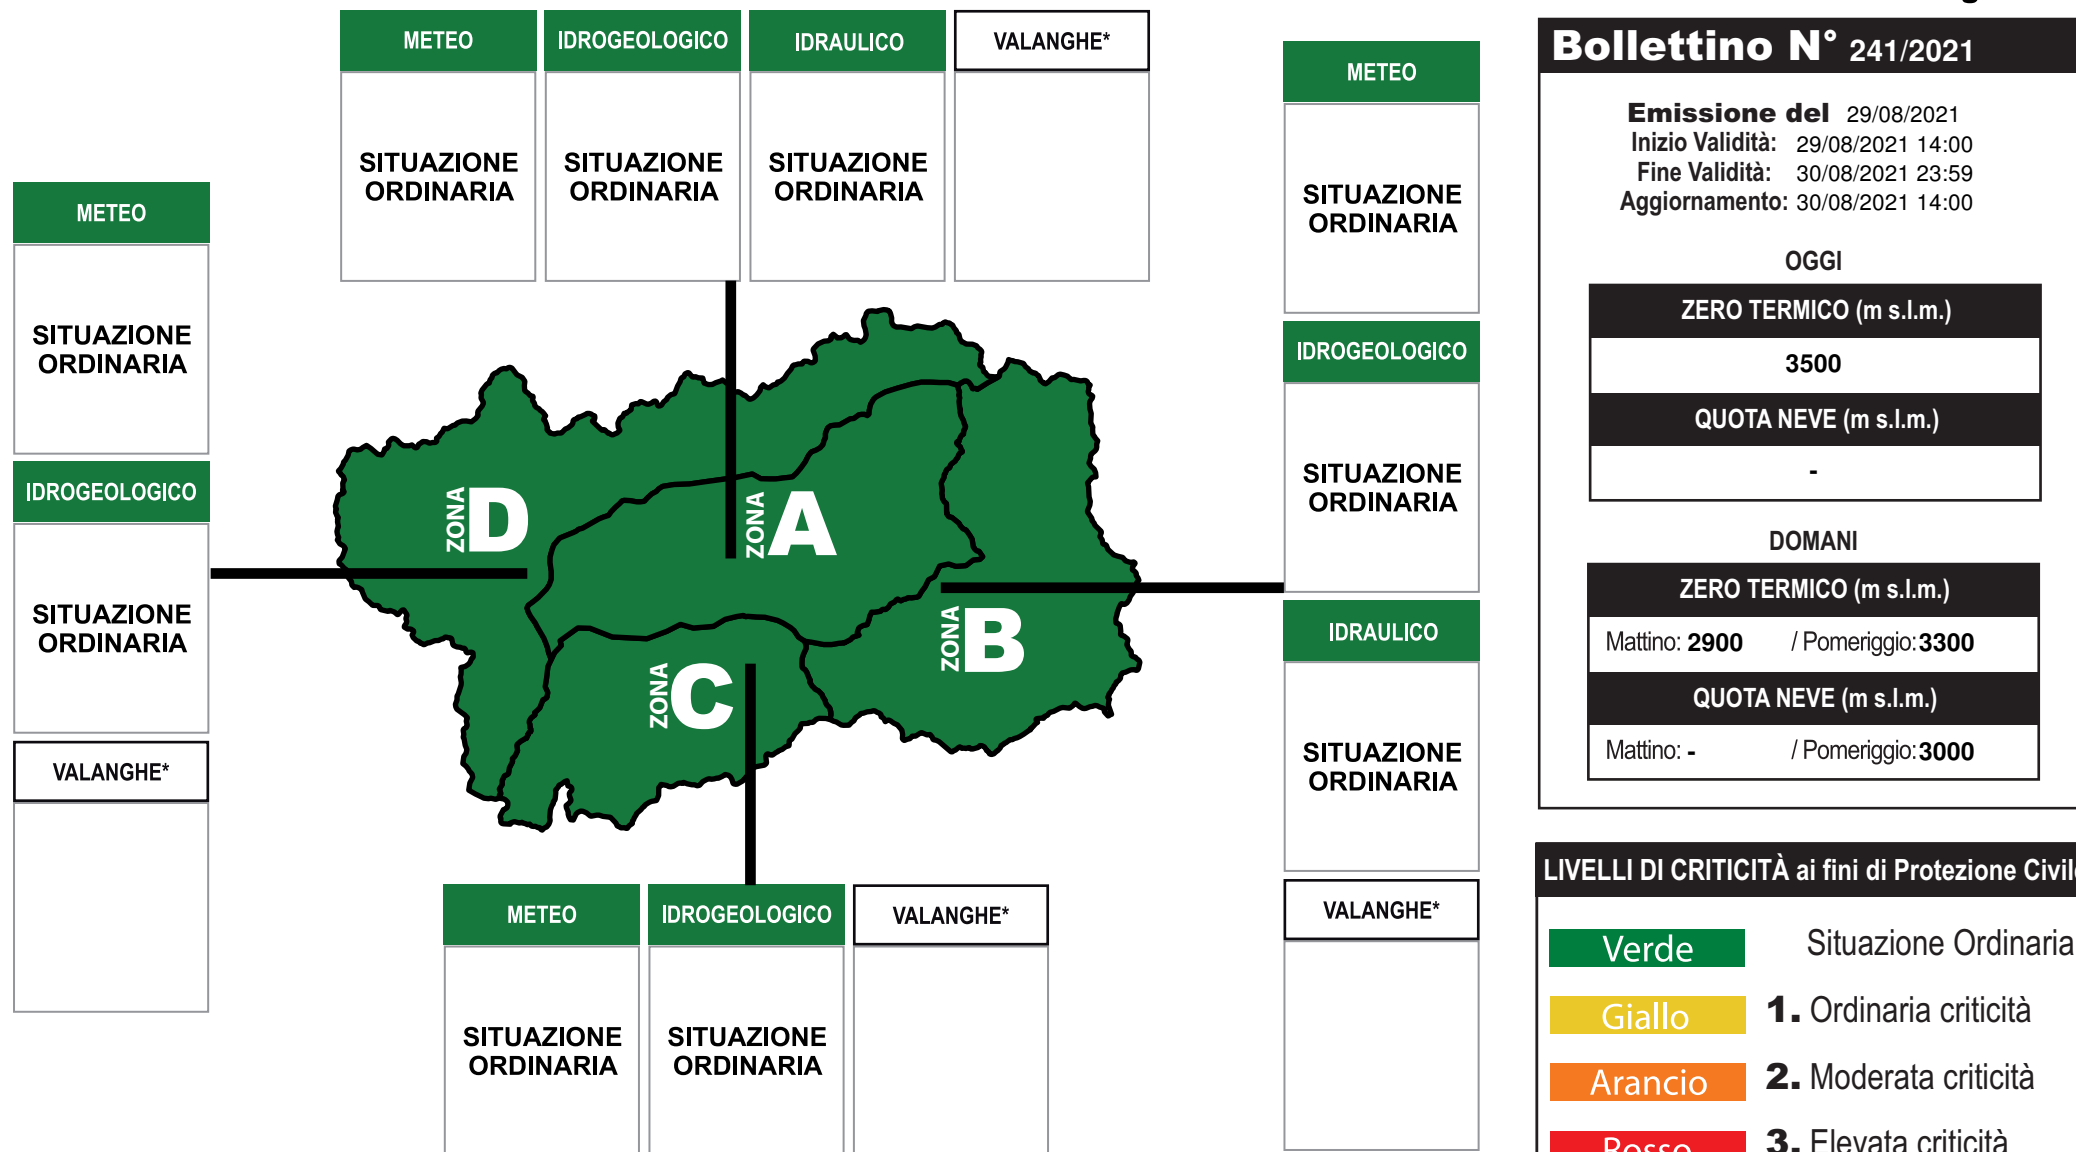 METEO
IDROGEOLOGICO
IDRAULICO
VALANGHE*
SITUAZIONE
ORDINARIA
SITUAZIONE
ORDINARIA
SITUAZIONE
ORDINARIA
METEO
SITUAZIONE
ORDINARIA
IDROGEOLOGICO
SITUAZIONE
ORDINARIA
VALANGHE*
ZONA D
ZONA A
ZONA B
ZONA C
METEO
SITUAZIONE
ORDINARIA
IDROGEOLOGICO
SITUAZIONE
ORDINARIA
IDRAULICO
SITUAZIONE
ORDINARIA
VALANGHE*
METEO
IDROGEOLOGICO
VALANGHE*
SITUAZIONE
ORDINARIA
SITUAZIONE
ORDINARIA
Bollettino N° 241/2021
Emissione del 29/08/2021
Inizio Validità: 29/08/2021 14:00
Fine Validità: 30/08/2021 23:59
Aggiornamento: 30/08/2021 14:00
OGGI
ZERO TERMICO (m s.l.m.)
3500
QUOTA NEVE (m s.l.m.)
-
DOMANI
ZERO TERMICO (m s.l.m.)
Mattino: 2900 / Pomeriggio: 3300
QUOTA NEVE (m s.l.m.)
Mattino: - / Pomeriggio: 3000
LIVELLI DI CRITICITÀ ai fini di Protezione Civile
Verde Situazione Ordinaria
Giallo 1. Ordinaria criticità
Arancio 2. Moderata criticità
Rosso 3. Elevata criticità